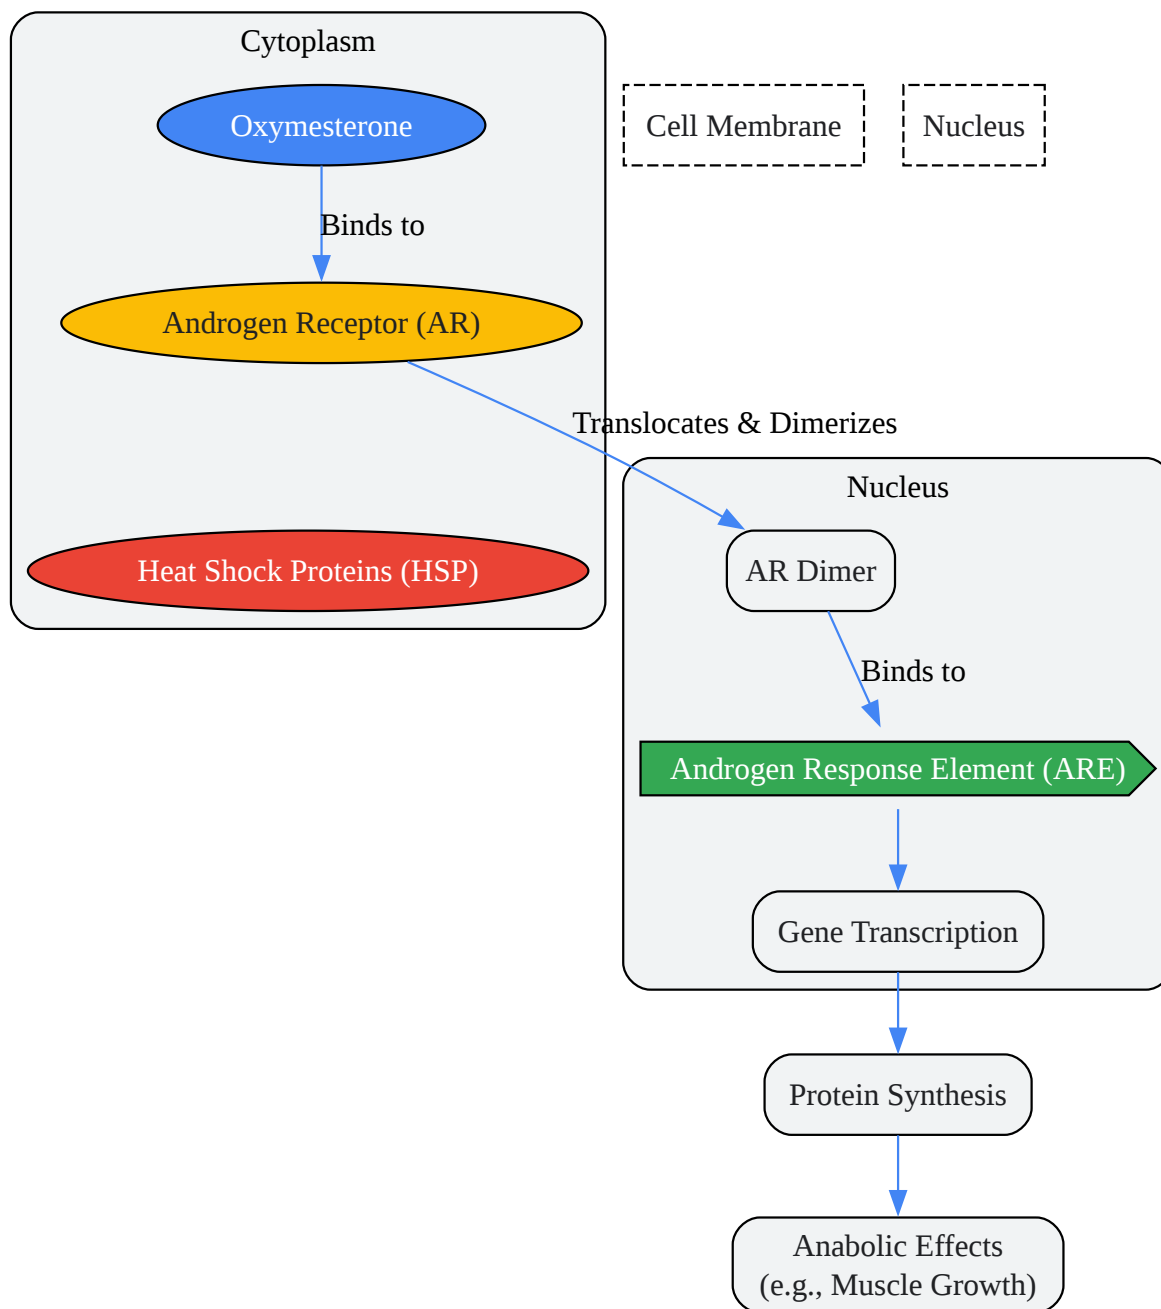 Cytoplasm
Oxymesterone
Cell Membrane
Nucleus
Binds to
Androgen Receptor (AR)
Translocates & Dimerizes
Nucleus
Heat Shock Proteins (HSP)
AR Dimer
Binds to
Androgen Response Element (ARE)
Gene Transcription
Protein Synthesis
Anabolic Effects
(e.g., Muscle Growth)